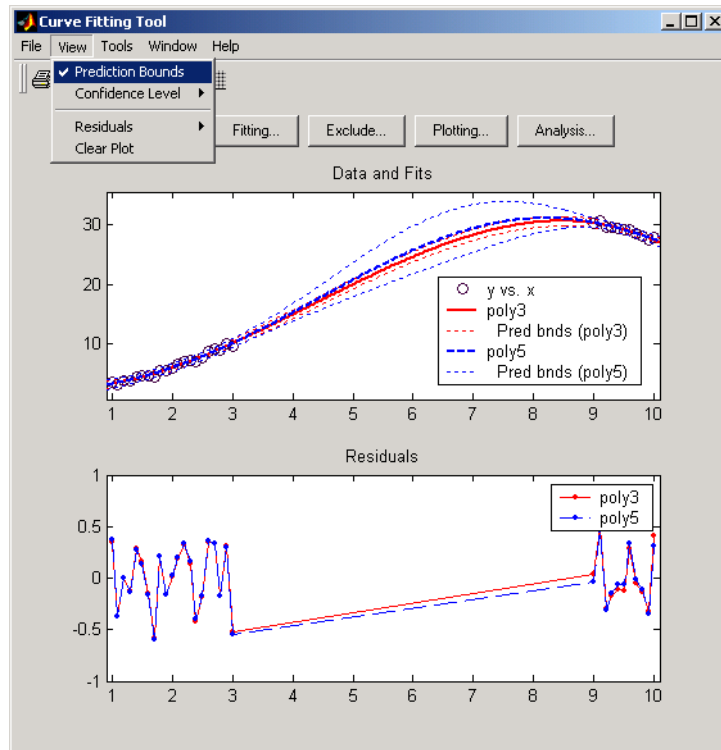 Curve Fitting Tool
File View Tools Window Help
Prediction Bounds
Confidence Level
Residuals
Clear Plot
Fitting... Exclude... Plotting... Analysis...
Data and Fits
30
20
10
y vs. x
poly3
Pred bnds (poly3)
poly5
Pred bnds (poly5)
1 2 3 4 5 6 7 8 9 10
Residuals
1
0.5
0
-0.5
-1
poly3
poly5
1 2 3 4 5 6 7 8 9 10